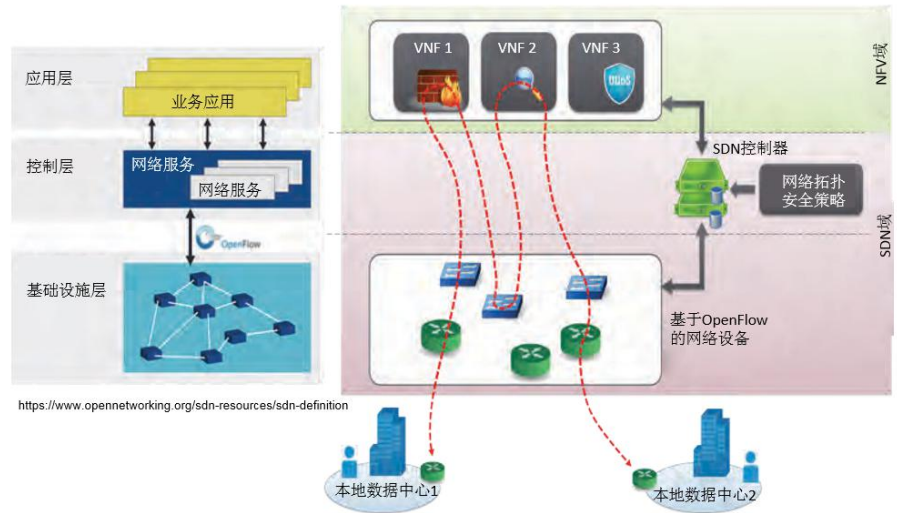 应用层
业务应用
控制层
网络服务
网络服务
OpenFlow
基础设施层
https://www.opennetworking.org/sdn-resources/sdn-definition
VNF 1
VNF 2
VNF 3
NFV域
SDN控制器
网络拓扑
安全策略
SDN域
基于OpenFlow
的网络设备
本地数据中心1
本地数据中心2